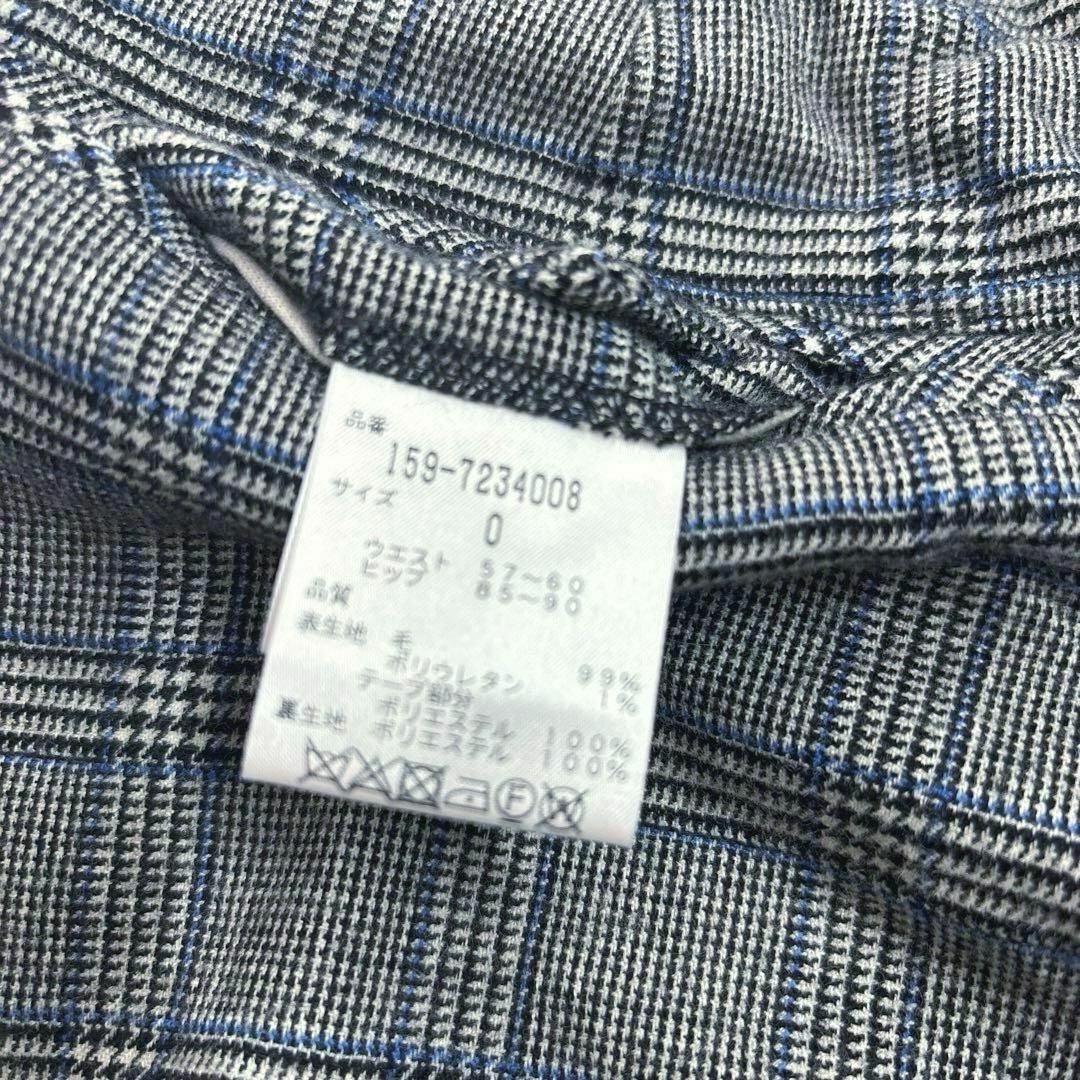 品番
159-7234008
サイズ
0
ウエスト 57～60
ヒップ 85～90
品質
表生地 毛 99%
ポリウレタン 1%
テープ部分
ポリエステル 100%
裏生地 ポリエステル 100%
F